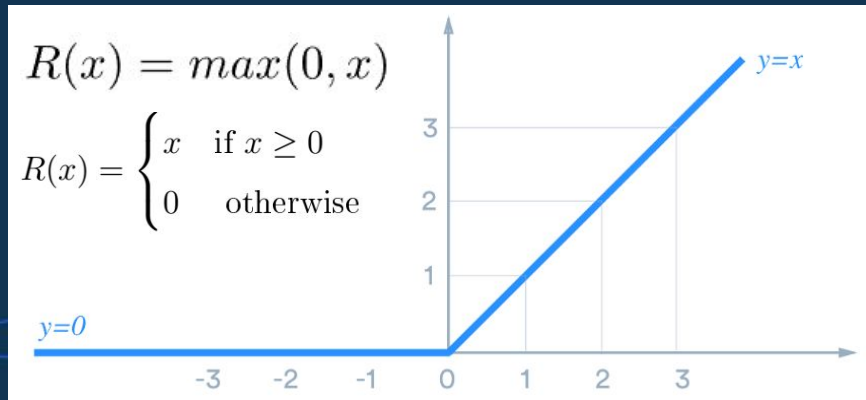 R(x) = max(0, x)
R(x) = { x if x ≥ 0
0 otherwise
y=x
3
2
1
y=0
-3 -2 -1 0 1 2 3